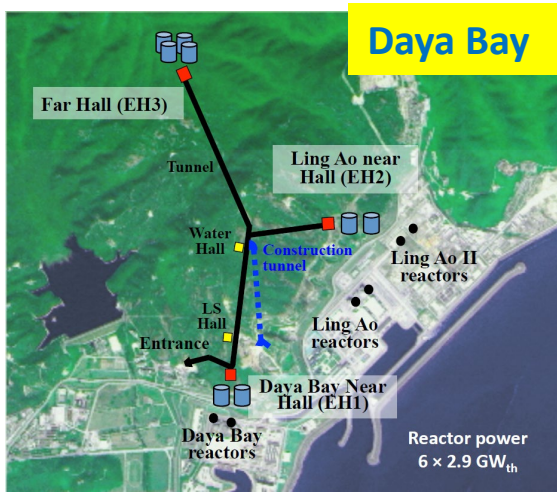 Daya Bay
Far Hall (EH3)
Tunnel
Ling Ao near
Hall (EH2)
Water
Hall
Construction
tunnel
Ling Ao II
reactors
LS
Hall
Ling Ao
reactors
Entrance
Daya Bay Near
Hall (EH1)
Daya Bay
reactors
Reactor power
6 × 2.9 GWth